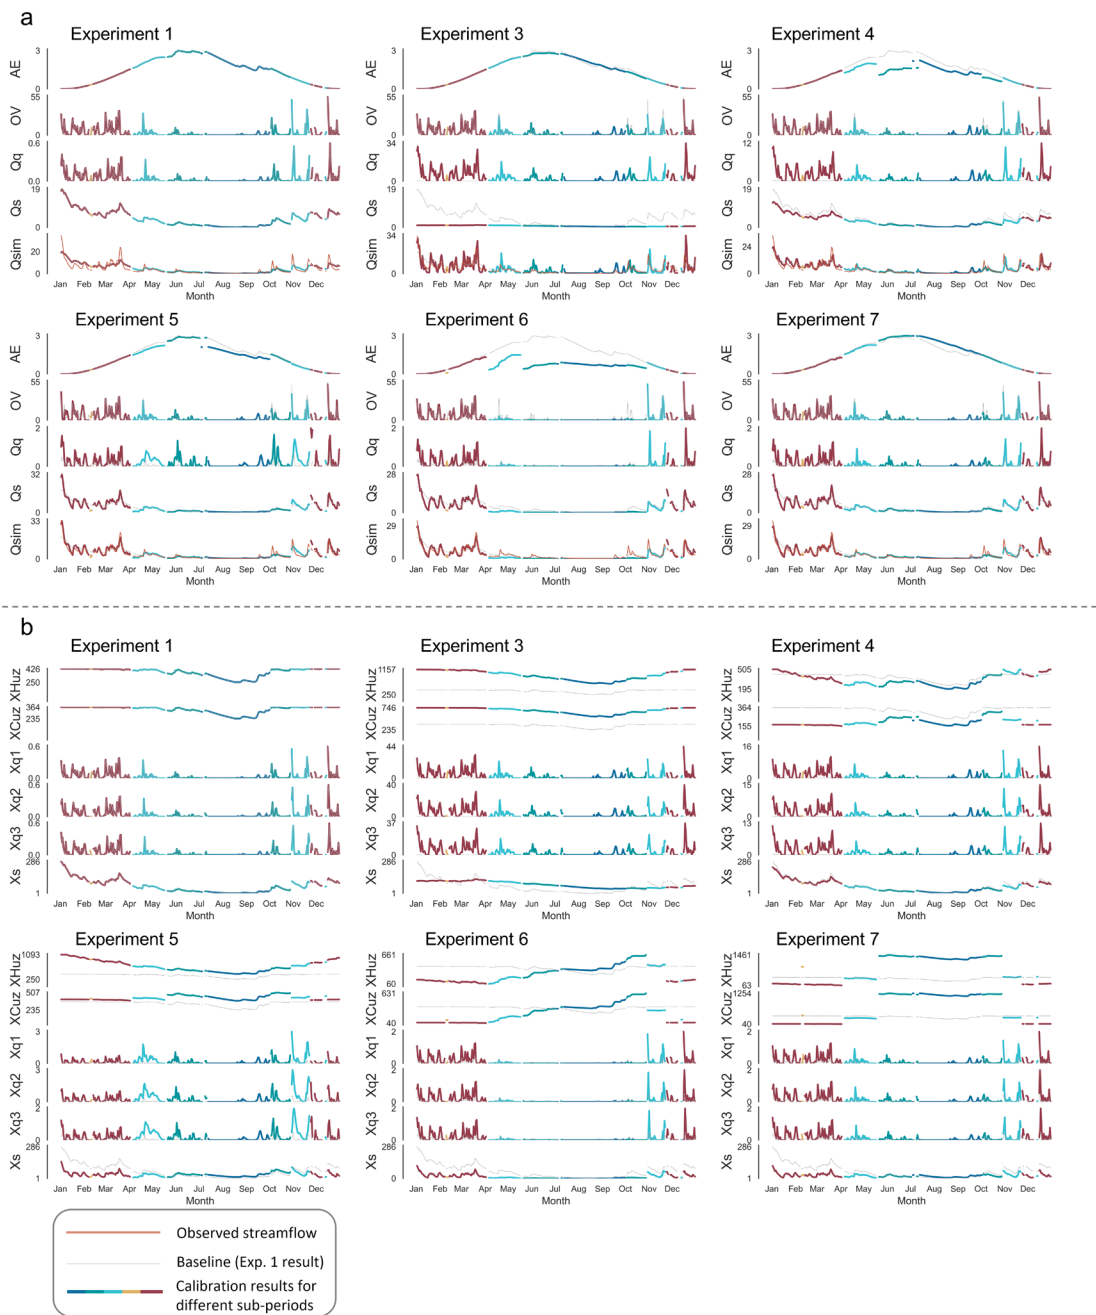 a
Experiment 1
AE
3
0
OV
55
0
Qq
0.6
0.0
Qs
19
0
Qsim
20
0
Jan Feb Mar Apr May Jun Jul Aug Sep Oct Nov Dec
Month
Experiment 3
AE
3
0
OV
55
0
Qq
34
0
Qs
19
0
Qsim
34
0
Jan Feb Mar Apr May Jun Jul Aug Sep Oct Nov Dec
Month
Experiment 4
AE
3
0
OV
55
0
Qq
12
0
Qs
19
0
Qsim
24
0
Jan Feb Mar Apr May Jun Jul Aug Sep Oct Nov Dec
Month
Experiment 5
AE
3
0
OV
55
0
Qq
2
0
Qs
32
0
Qsim
33
0
Jan Feb Mar Apr May Jun Jul Aug Sep Oct Nov Dec
Month
Experiment 6
AE
3
0
OV
55
0
Qq
2
0
Qs
28
0
Qsim
29
0
Jan Feb Mar Apr May Jun Jul Aug Sep Oct Nov Dec
Month
Experiment 7
AE
3
0
OV
55
0
Qq
2
0
Qs
28
0
Qsim
29
0
Jan Feb Mar Apr May Jun Jul Aug Sep Oct Nov Dec
Month
b
Experiment 1
XHuz
426
250
XCuz
364
235
Xq1
0.6
0.0
Xq2
0.6
0.0
Xq3
0.6
0.0
Xs
286
1
Jan Feb Mar Apr May Jun Jul Aug Sep Oct Nov Dec
Month
Experiment 3
XHuz
1157
250
XCuz
746
235
Xq1
44
0
Xq2
40
0
Xq3
37
0
Xs
286
1
Jan Feb Mar Apr May Jun Jul Aug Sep Oct Nov Dec
Month
Experiment 4
XHuz
505
195
XCuz
364
155
Xq1
16
0
Xq2
15
0
Xq3
13
0
Xs
286
1
Jan Feb Mar Apr May Jun Jul Aug Sep Oct Nov Dec
Month
Experiment 5
XHuz
1093
250
XCuz
507
235
Xq1
3
0
Xq2
3
0
Xq3
2
0
Xs
286
1
Jan Feb Mar Apr May Jun Jul Aug Sep Oct Nov Dec
Month
Experiment 6
XHuz
661
60
XCuz
631
40
Xq1
2
0
Xq2
2
0
Xq3
2
0
Xs
286
0
Jan Feb Mar Apr May Jun Jul Aug Sep Oct Nov Dec
Month
Experiment 7
XHuz
1461
63
XCuz
1254
40
Xq1
2
0
Xq2
2
0
Xq3
2
0
Xs
286
1
Jan Feb Mar Apr May Jun Jul Aug Sep Oct Nov Dec
Month
Observed streamflow
Baseline (Exp. 1 result)
Calibration results for
different sub-periods